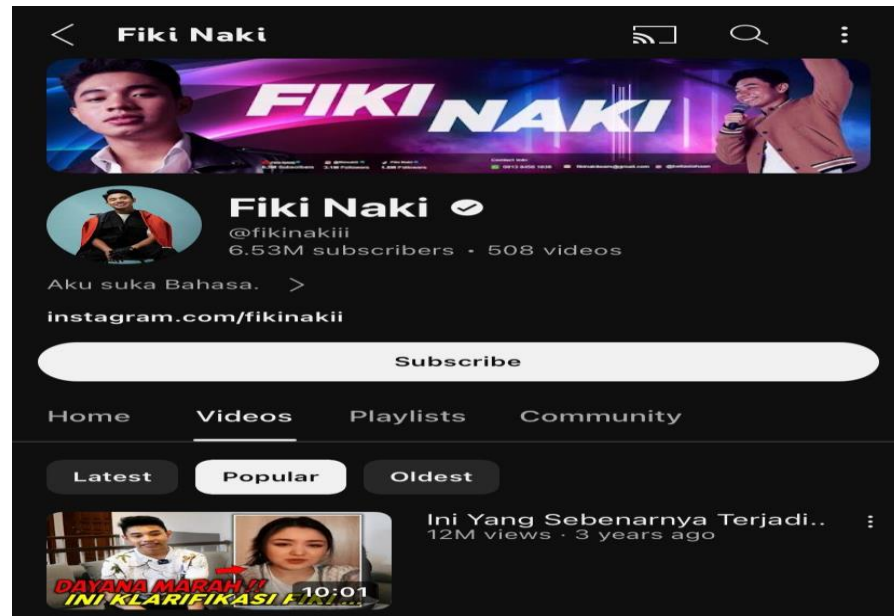 Fiki Naki
FIKI NAKI
Fiki Naki
@fikinakiii
6.53M subscribers • 508 videos
Aku suka Bahasa. >
instagram.com/fikinakii
Subscribe
Home Videos Playlists Community
Latest Popular Oldest
Ini Yang Sebenarnya Terjadi..
12M views · 3 years ago
DAYANA MARAH!!
INI KLARIFIKASI
10:01